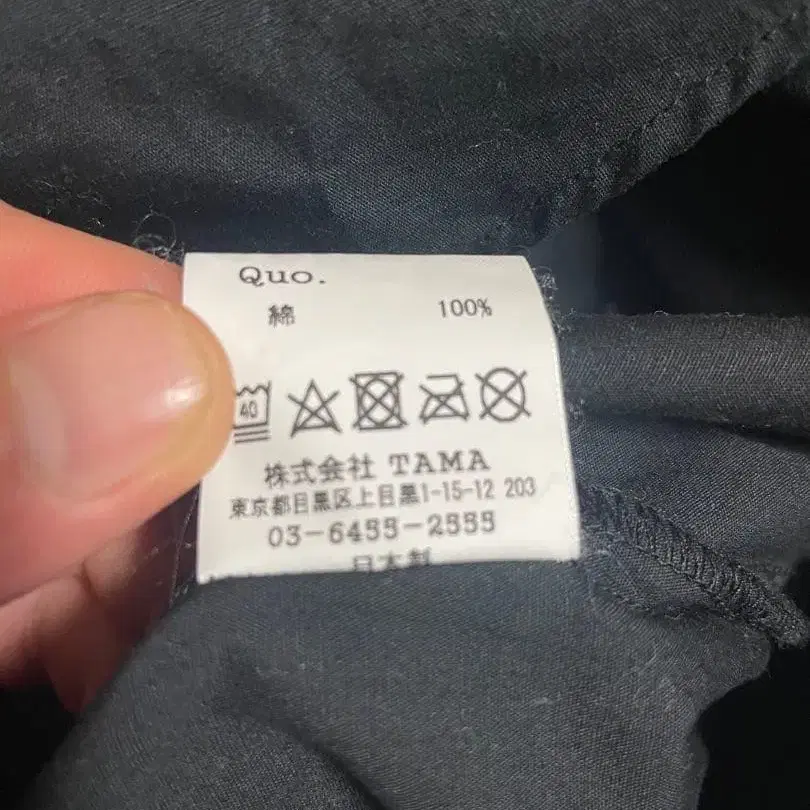 Quo.
綿 100%
40
株式会社 TAMA
東京都目黒区上目黒1-15-12 203
03-6455-2555
日本製